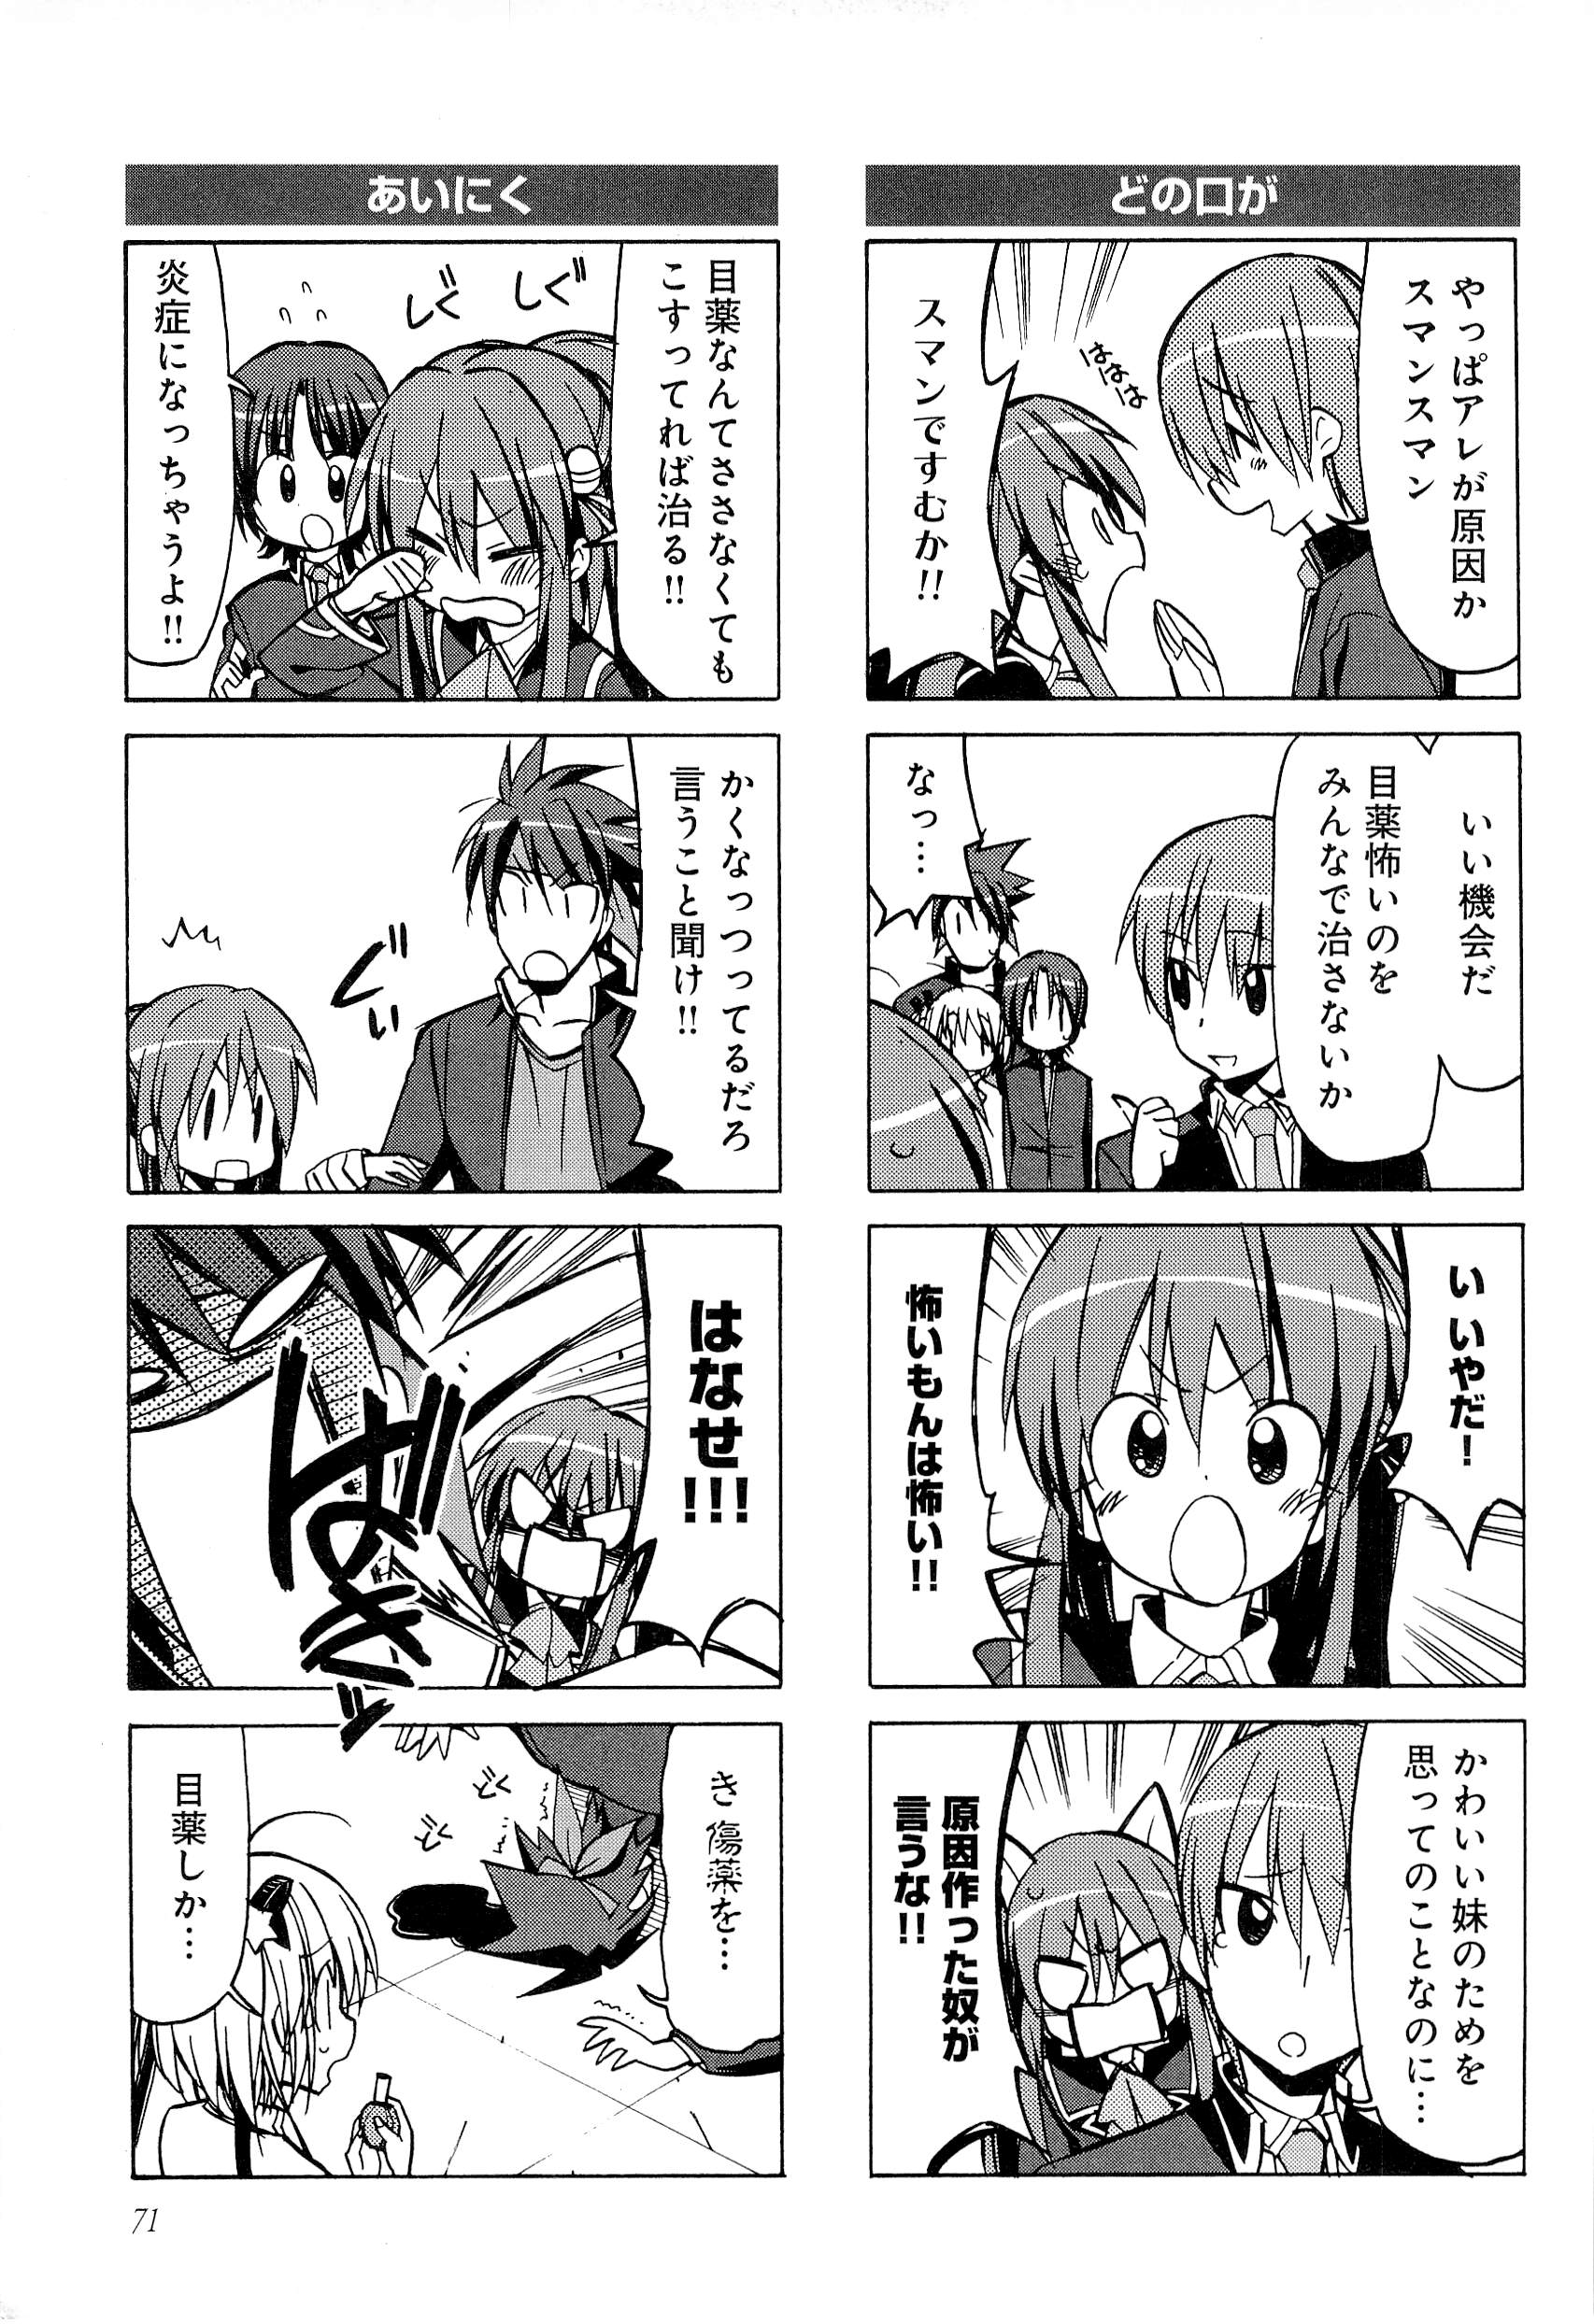 どの口が
やっぱアレが原因か
スマンスマン
ははは
スマンですむか!!
いい機会だ
目薬怖いのを
みんなで治さないか
なっ…
い いやだ!
怖いもんは怖い!!
かわいい妹のためを
思ってのことなのに…
原因作った奴が
言うな!!
あいにく
目薬なんてささなくても
こすってれば治る!!
しぐ
しぐ
炎症になっちゃうよ!!
かくなっつってるだろ
言うこと聞け!!
ぐい
はなせ!!!
ばきッ
き 傷薬を…
どく
どく
目薬しか…
71